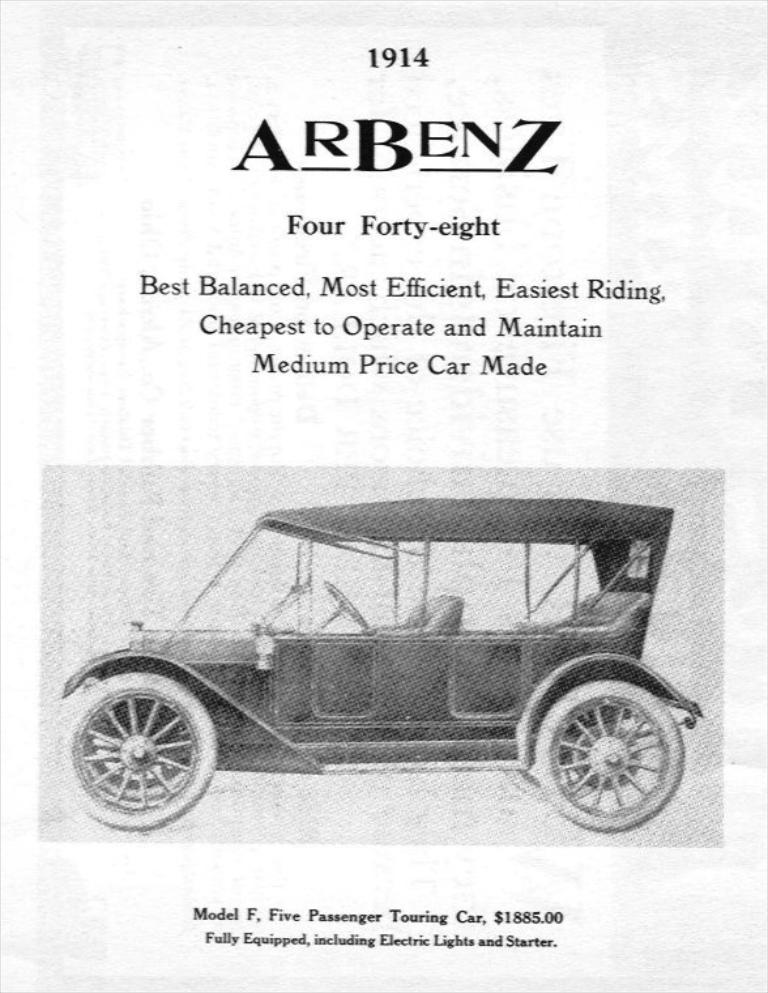 1914
ARBENZ
Four Forty-eight
Best Balanced, Most Efficient, Easiest Riding,
Cheapest to Operate and Maintain
Medium Price Car Made
Model F, Five Passenger Touring Car, $1885.00
Fully Equipped, including Electric Lights and Starter.